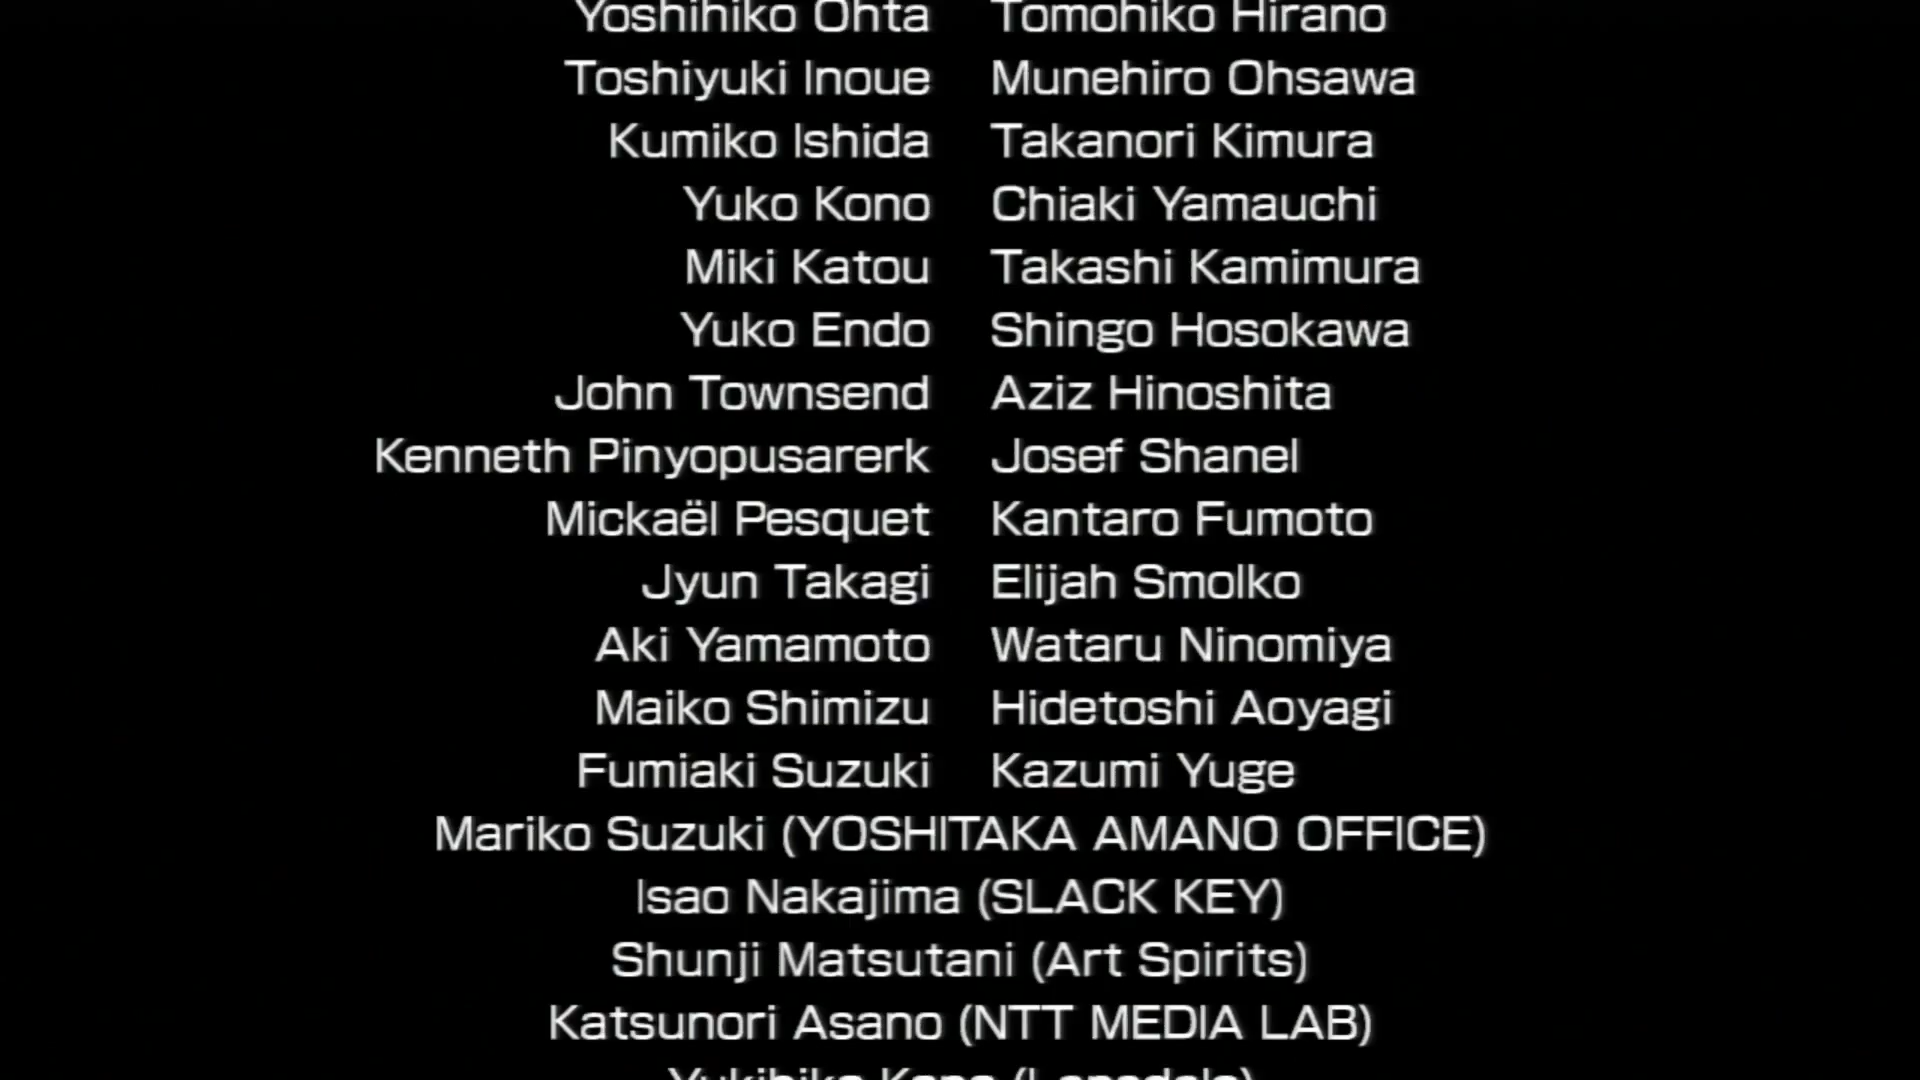 Yoshihiko Ohta Tomohiko Hirano
Toshiyuki Inoue Munehiro Ohsawa
Kumiko Ishida Takanori Kimura
Yuko Kono Chiaki Yamauchi
Miki Katou Takashi Kamimura
Yuko Endo Shingo Hosokawa
John Townsend Aziz Hinoshita
Kenneth Pinyopusarerk Josef Shanel
Mickaël Pesquet Kantaro Fumoto
Jyun Takagi Elijah Smolko
Aki Yamamoto Wataru Ninomiya
Maiko Shimizu Hidetoshi Aoyagi
Fumiaki Suzuki Kazumi Yuge
Mariko Suzuki (YOSHITAKA AMANO OFFICE)
Isao Nakajima (SLACK KEY)
Shunji Matsutani (Art Spirits)
Katsunori Asano (NTT MEDIA LAB)